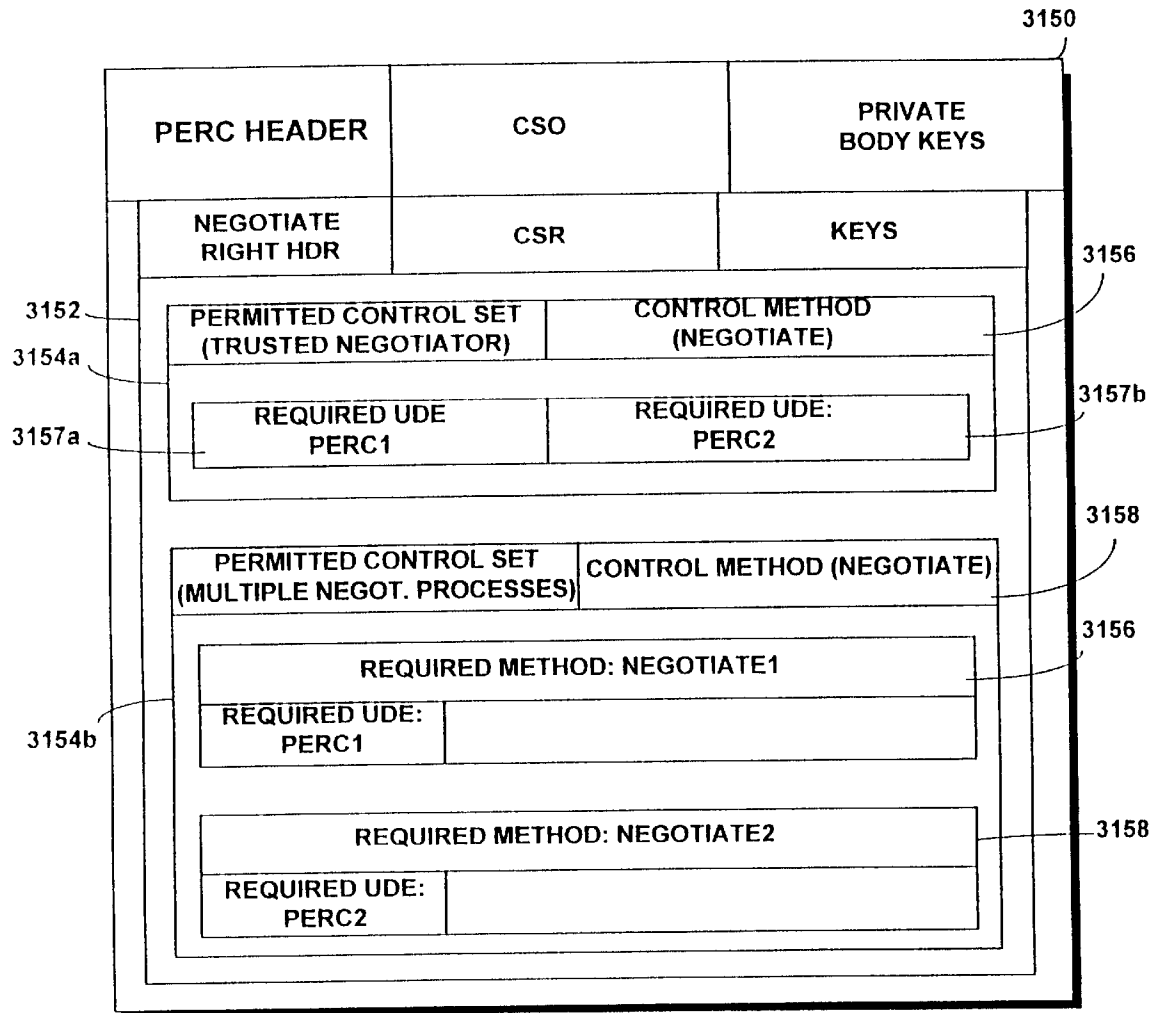 3150
PERC HEADER
CSO
PRIVATE
BODY KEYS
NEGOTIATE
RIGHT HDR
CSR
KEYS
3156
3152
PERMITTED CONTROL SET
(TRUSTED NEGOTIATOR)
CONTROL METHOD
(NEGOTIATE)
3154a
REQUIRED UDE
PERC1
REQUIRED UDE:
PERC2
3157b
3157a
3158
PERMITTED CONTROL SET
(MULTIPLE NEGOT. PROCESSES)
CONTROL METHOD (NEGOTIATE)
3156
REQUIRED METHOD: NEGOTIATE1
REQUIRED UDE:
PERC1
3154b
REQUIRED METHOD: NEGOTIATE2
3158
REQUIRED UDE:
PERC2